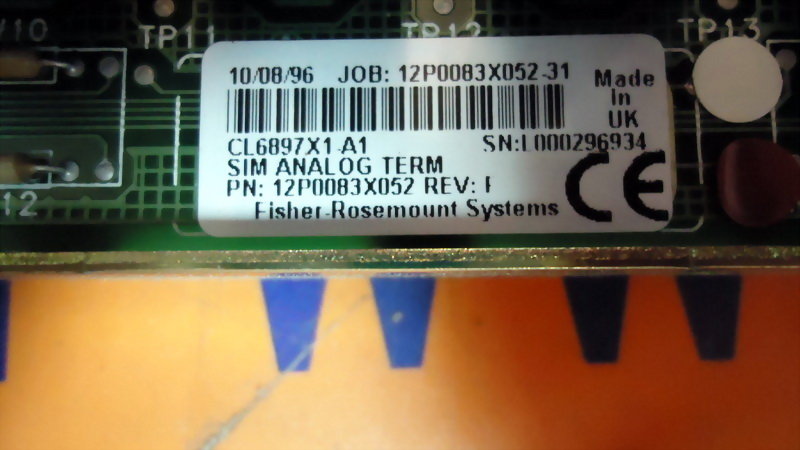 TP11
TP12
TP13
10/08/96 JOB: 12P0083X052-31
Made
In
UK
CL6897X1-A1 SN:L000296934
SIM ANALOG TERM
PN: 12P0083X052 REV:
Fisher-Rosemount Systems
CE
12